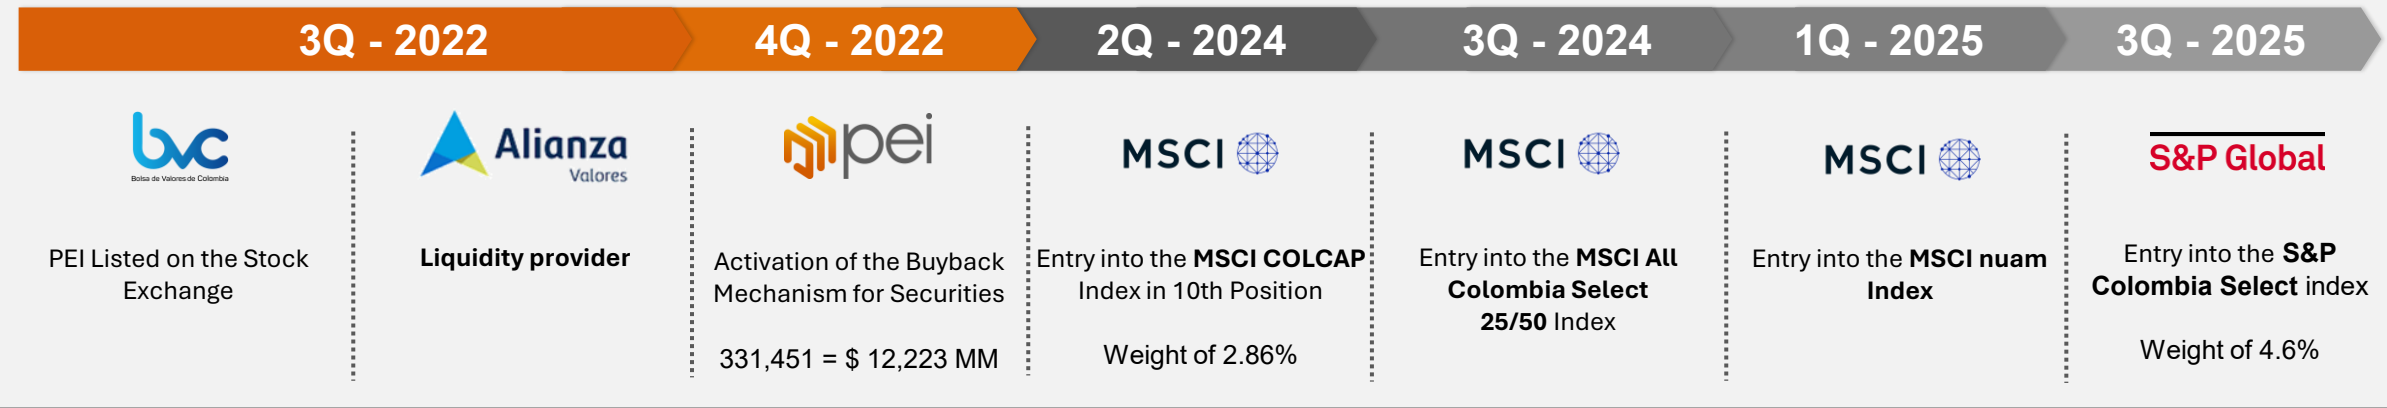 3Q - 2022
4Q - 2022
2Q - 2024
3Q - 2024
1Q - 2025
3Q - 2025
bvc
Bolsa de Valores de Colombia
PEI Listed on the Stock
Exchange
Alianza
Valores
Liquidity provider
pei
Activation of the Buyback
Mechanism for Securities
331,451 = $ 12,223 MM
MSCI
Entry into the MSCI COLCAP
Index in 10th Position
Weight of 2.86%
MSCI
Entry into the MSCI All
Colombia Select
25/50 Index
MSCI
Entry into the MSCI nuam
Index
S&P Global
Entry into the S&P
Colombia Select index
Weight of 4.6%